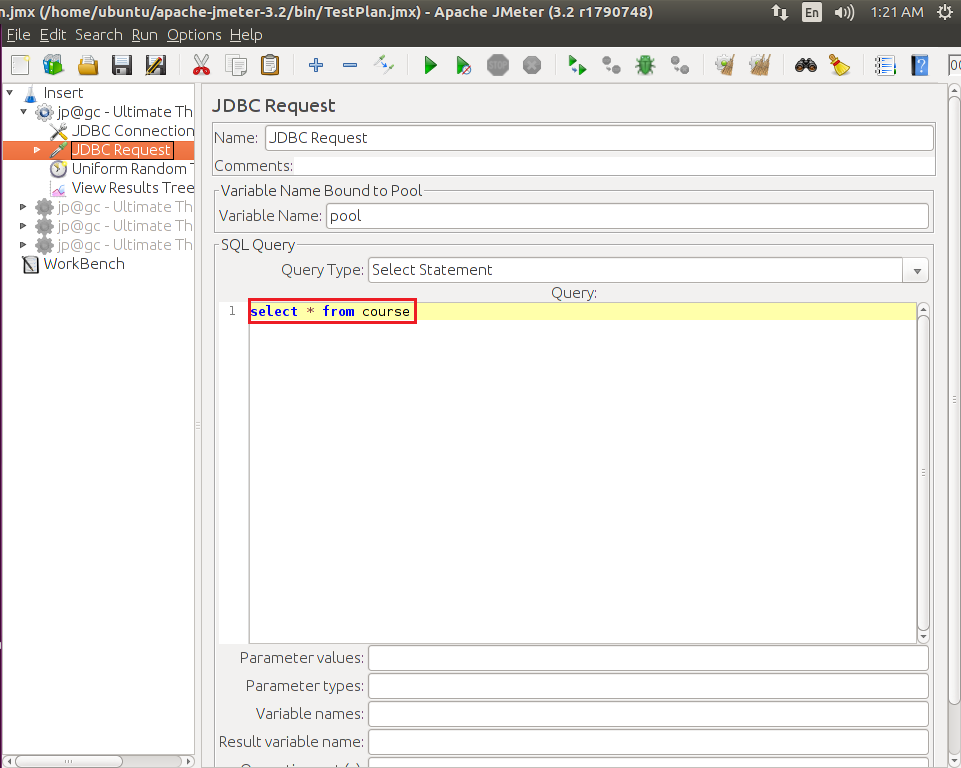 n.jmx (/home/ubuntu/apache-jmeter-3.2/bin/TestPlan.jmx) - Apache JMeter (3.2 r1790748)
En
1:21 AM
File Edit Search Run Options Help
STOP
00
Insert
jp@gc - Ultimate Th
JDBC Connection
JDBC Request
Uniform Random T
View Results Tree
jp@gc - Ultimate Th
jp@gc - Ultimate Th
jp@gc - Ultimate Th
WorkBench
JDBC Request
Name: JDBC Request
Comments:
Variable Name Bound to Pool
Variable Name: pool
SQL Query
Query Type: Select Statement
Query:
1 select * from course
Parameter values:
Parameter types:
Variable names:
Result variable name: